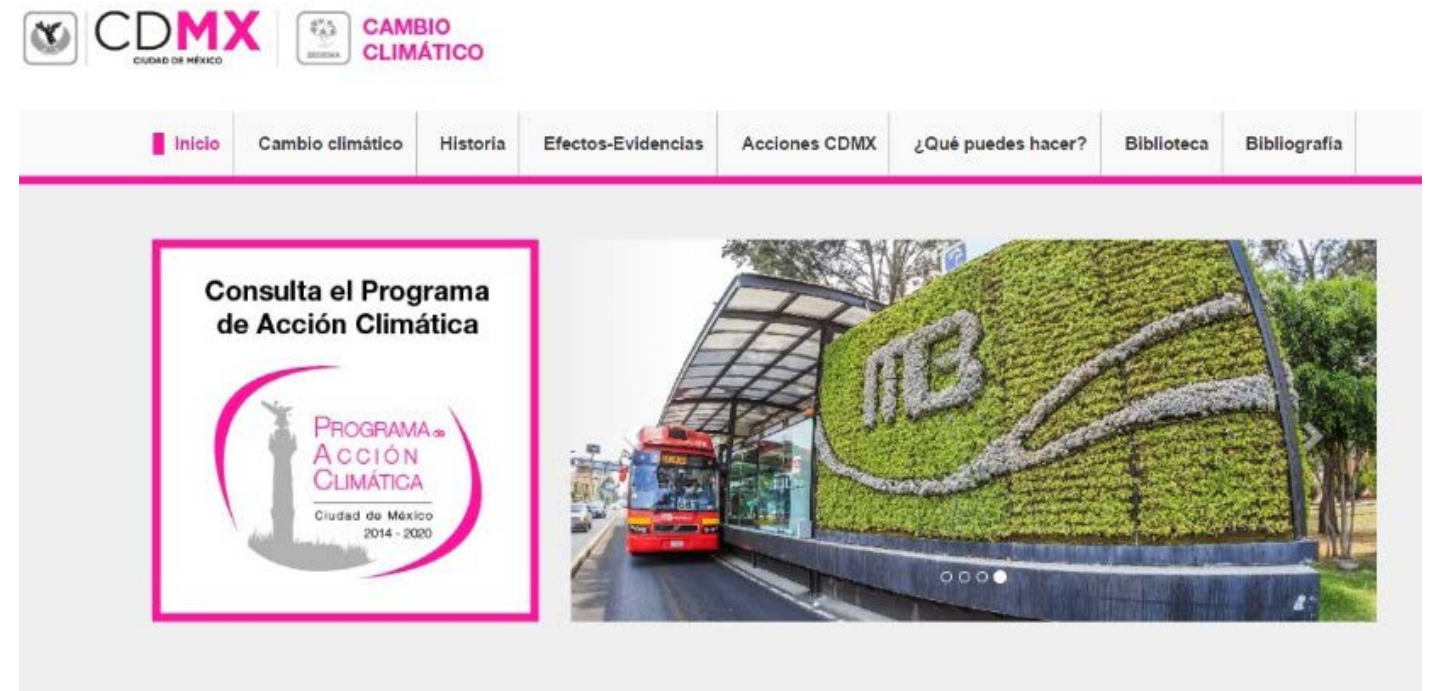 CDMX
CIUDAD DE MÉXICO
SEDEMA
CAMBIO
CLIMÁTICO
Inicio
Cambio climático
Historia
Efectos-Evidencias
Acciones CDMX
¿Qué puedes hacer?
Biblioteca
Bibliografía
Consulta el Programa
de Acción Climática
PROGRAMA de
ACCIÓN
CLIMÁTICA
Ciudad de México
2014 - 2020
MB